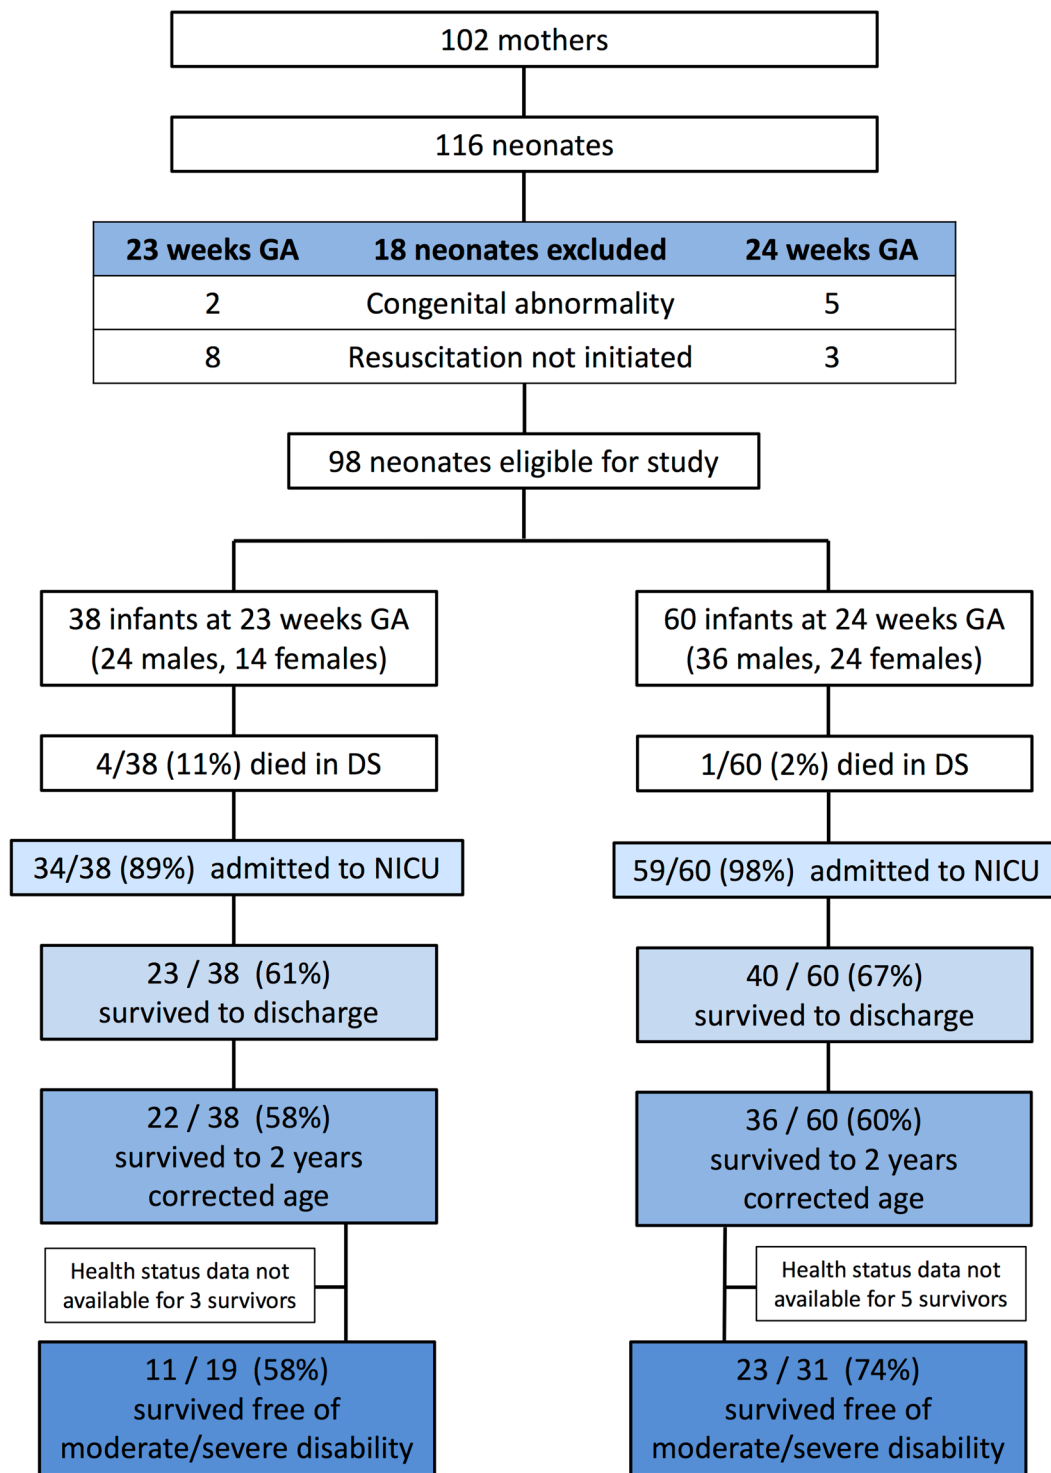 102 mothers
116 neonates
23 weeks GA 18 neonates excluded 24 weeks GA
2 Congenital abnormality 5
8 Resuscitation not initiated 3
98 neonates eligible for study
38 infants at 23 weeks GA
(24 males, 14 females)
60 infants at 24 weeks GA
(36 males, 24 females)
4/38 (11%) died in DS
1/60 (2%) died in DS
34/38 (89%)  admitted to NICU
59/60 (98%)  admitted to NICU
23 / 38  (61%)
survived to discharge
40 / 60 (67%)
survived to discharge
22 / 38  (58%)
survived to 2 years
corrected age
36 / 60 (60%)
survived to 2 years
corrected age
Health status data not
available for 3 survivors
Health status data not
available for 5 survivors
11 / 19  (58%)
survived free of
moderate/severe disability
23 / 31  (74%)
survived free of
moderate/severe disability